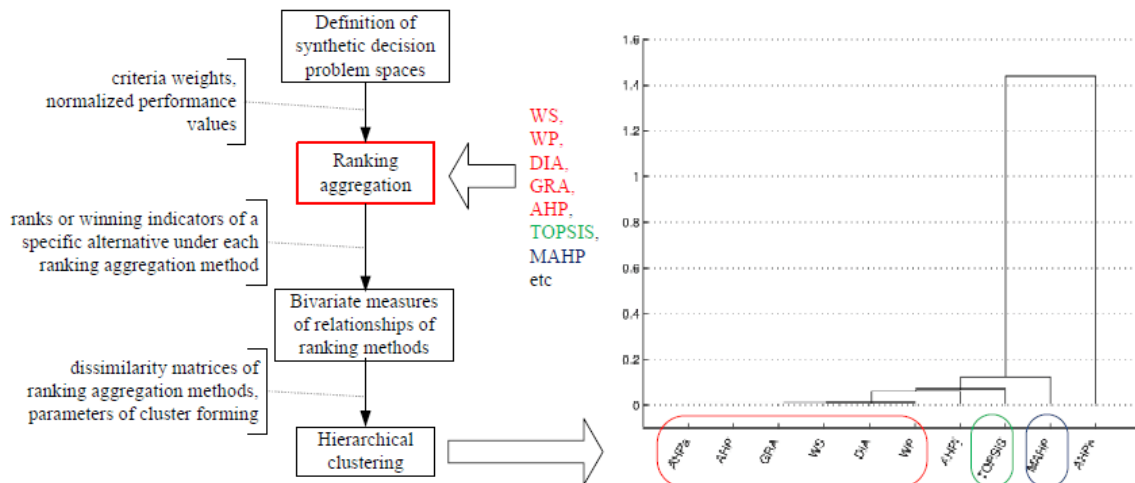 Definition of
synthetic decision
problem spaces
criteria weights,
normalized performance
values
Ranking
aggregation
WS,
WP,
DIA,
GRA,
AHP,
TOPSIS,
MAHP
etc
ranks or winning indicators of a
specific alternative under each
ranking aggregation method
Bivariate measures
of relationships of
ranking methods
dissimilarity matrices of
ranking aggregation methods,
parameters of cluster forming
Hierarchical
clustering
1.6
1.4
1.2
1
0.8
0.6
0.4
0.2
0
AHP
GRA
WS
DIA
WP
TOPSIS
MAHP